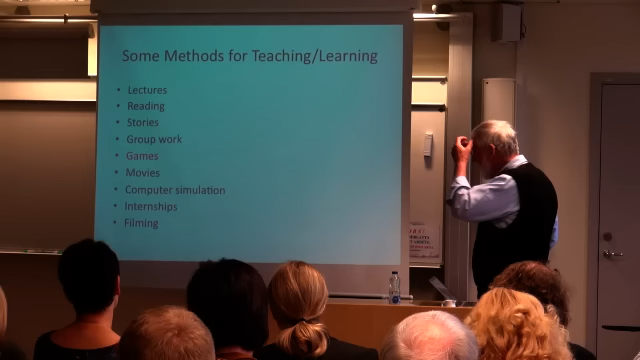 Some Methods for Teaching/Learning
• Lectures
• Reading
• Stories
• Group work
• Games
• Movies
• Computer simulation
• Internships
• Filming